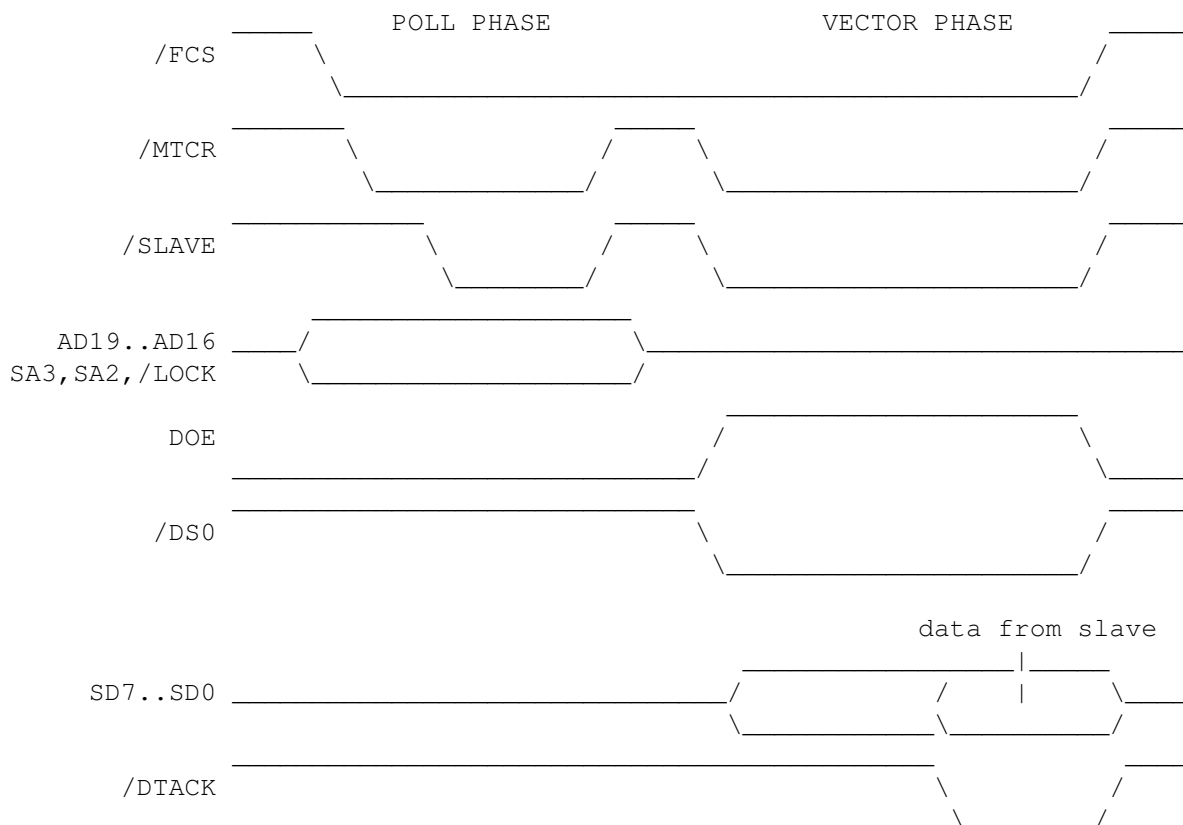 POLL PHASE VECTOR PHASE
/FCS
/MTCR
/SLAVE
AD19..AD16
SA3,SA2,/LOCK
DOE
/DS0
data from slave
SD7..SD0
/DTACK